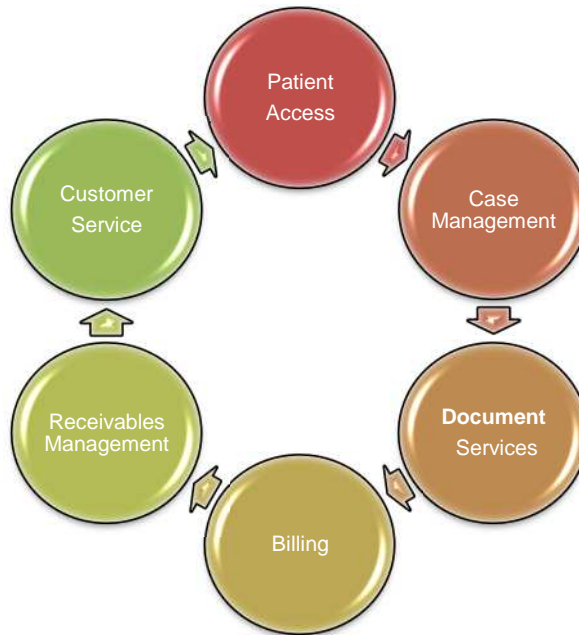 Patient
Access
Case
Management
Document
Services
Billing
Receivables
Management
Customer
Service